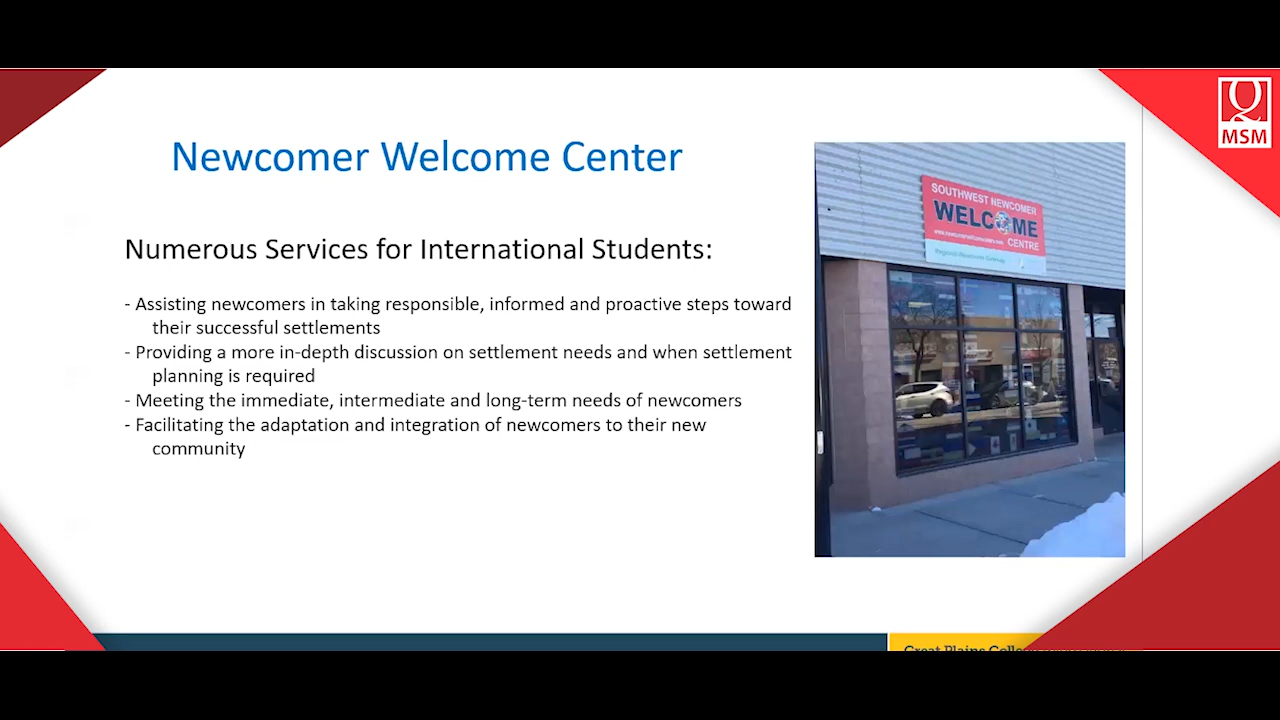 MSM
Newcomer Welcome Center
SOUTHWEST NEWCOMER
WELCOME
CENTRE
Numerous Services for International Students:
- Assisting newcomers in taking responsible, informed and proactive steps toward
their successful settlements
- Providing a more in-depth discussion on settlement needs and when settlement
planning is required
- Meeting the immediate, intermediate and long-term needs of newcomers
- Facilitating the adaptation and integration of newcomers to their new
community
Great Plains